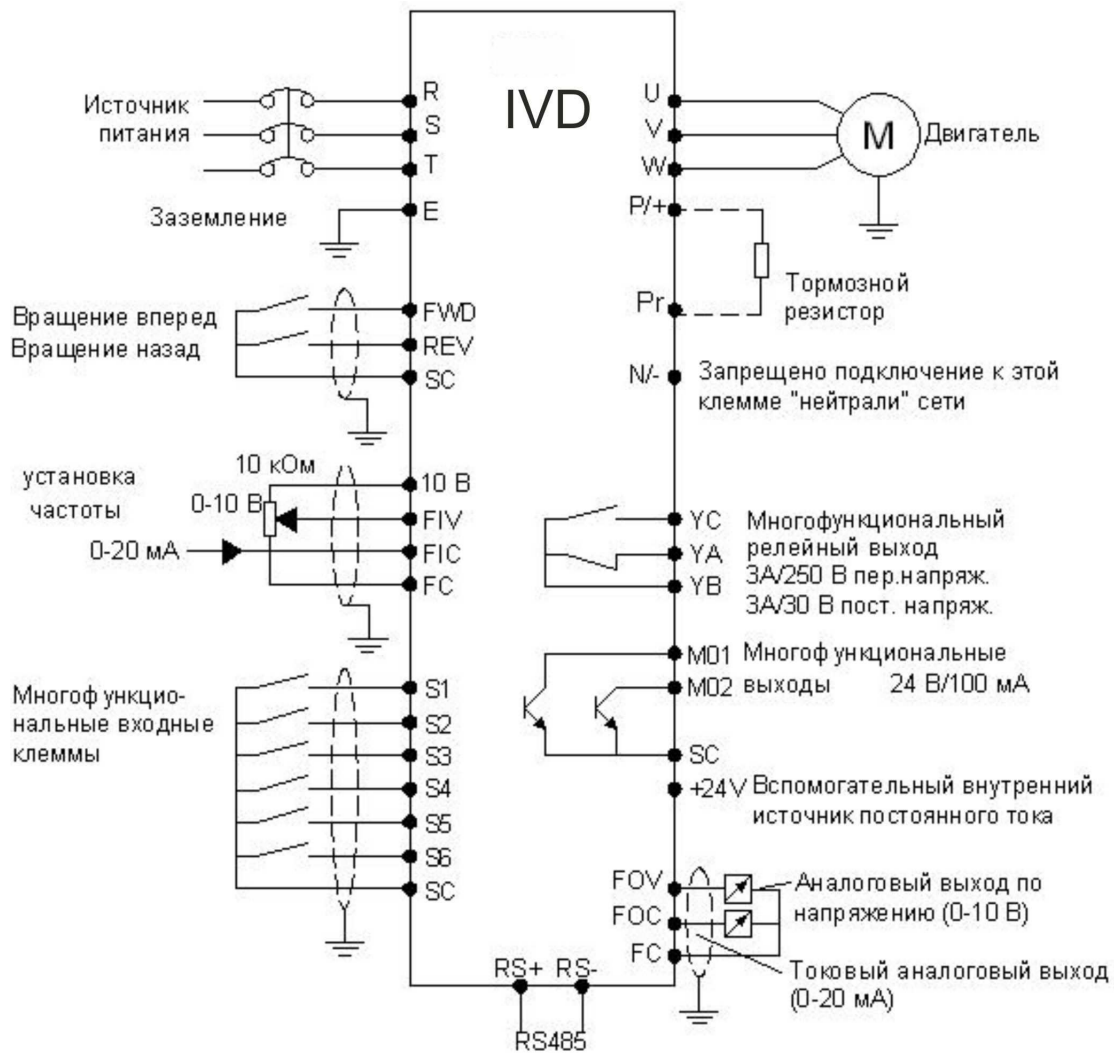 IVD
Источник
питания
R
S
T
Заземление
E
Вращение вперед
Вращение назад
FWD
REV
SC
установка
частоты
10 кОм
0-10 В
0-20 мА
10 В
FIV
FIC
FC
Многофункцио-
нальные входные
клеммы
S1
S2
S3
S4
S5
S6
SC
RS+ RS-
RS485
U
V
W
M
Двигатель
P/+
Pr
Тормозной
резистор
N/-
Запрещено подключение к этой
клемме "нейтрали" сети
YC
YA
YB
Многофункциональный
релейный выход
3А/250 В пер.напряж.
3А/30 В пост. напряж.
M01
M02
Многофункциональные
выходы 24 В/100 мА
SC
+24V
Вспомогательный внутренний
источник постоянного тока
FOV
FOC
FC
Аналоговый выход по
напряжению (0-10 В)
Токовый аналоговый выход
(0-20 мА)